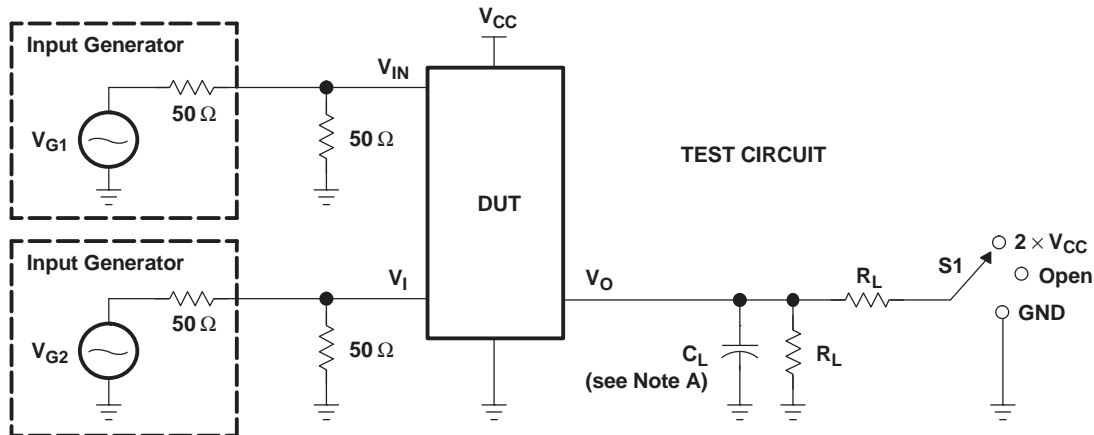 V_CC
Input Generator
V_IN
50 Ω
V_G1
50 Ω
TEST CIRCUIT
DUT
Input Generator
2 × V_CC
S1
V_I
V_O
R_L
Open
50 Ω
GND
V_G2
50 Ω
C_L
R_L
(see Note A)